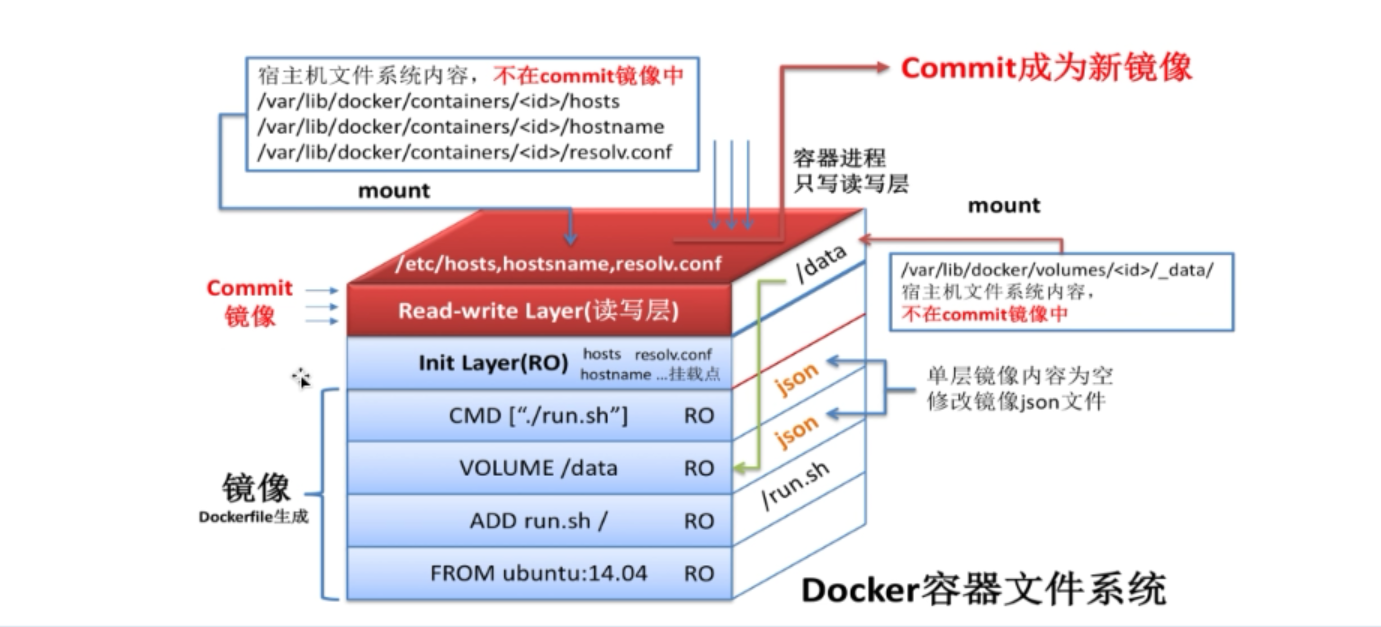 宿主机文件系统内容，不在commit镜像中
/var/lib/docker/containers/<id>/hosts
/var/lib/docker/containers/<id>/hostname
/var/lib/docker/containers/<id>/resolv.conf
Commit成为新镜像
容器进程
只写读写层
mount
mount
/etc/hosts,hostsname,resolv.conf
/data
/var/lib/docker/volumes/<id>/_data/
宿主机文件系统内容，
不在commit镜像中
Commit
镜像
Read-write Layer(读写层)
Init Layer(RO)
hosts resolv.conf
hostname ...挂载点
json
json
单层镜像内容为空
修改镜像json文件
CMD [“./run.sh”] RO
VOLUME /data RO
/run.sh
镜像
Dockerfile生成
ADD run.sh / RO
FROM ubuntu:14.04 RO
Docker容器文件系统